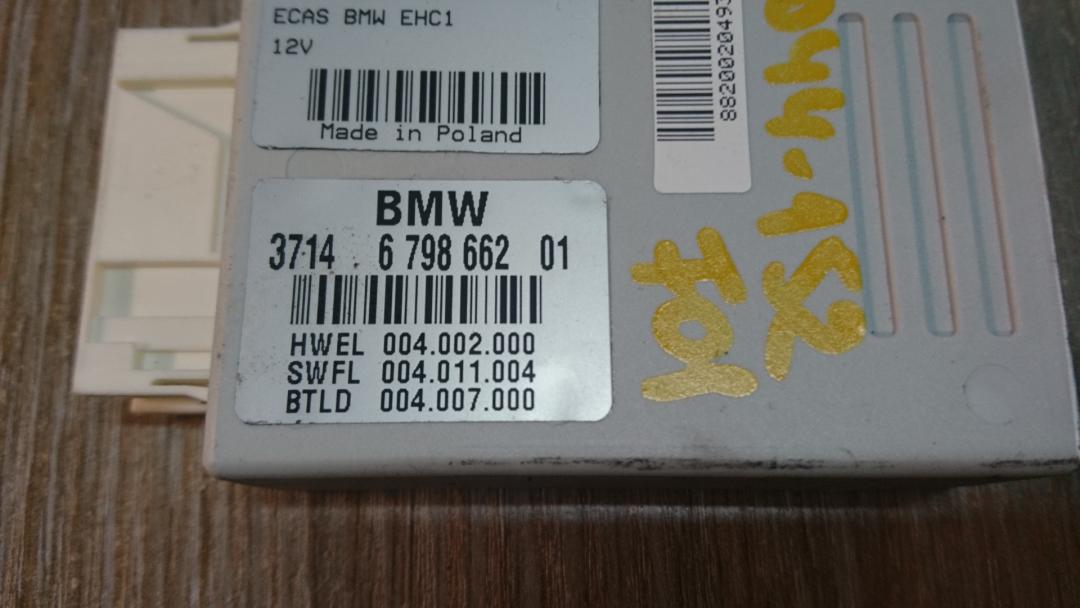 ECAS BMW EHC1
12V
Made in Poland
BMW
3714 . 6 798 662 01
HWEL 004.002.000
SWFL 004.011.004
BTLD 004.007.000
F01